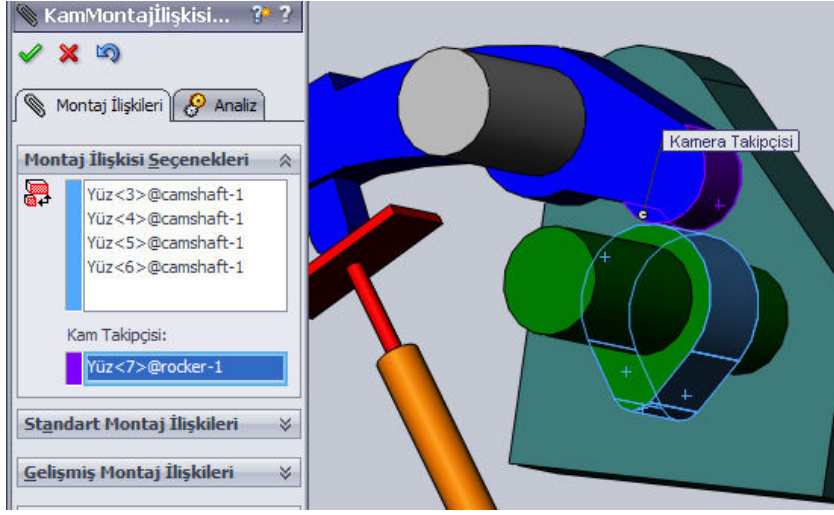 KamMontajİlişkisi... ? ?
Montaj İlişkileri Analiz
Montaj İlişkisi Seçenekleri
Yüz<3>@camshaft-1
Yüz<4>@camshaft-1
Yüz<5>@camshaft-1
Yüz<6>@camshaft-1
Kam Takipçisi:
Yüz<7>@rocker-1
Standart Montaj İlişkileri
Gelişmiş Montaj İlişkileri
Kamera Takipçisi